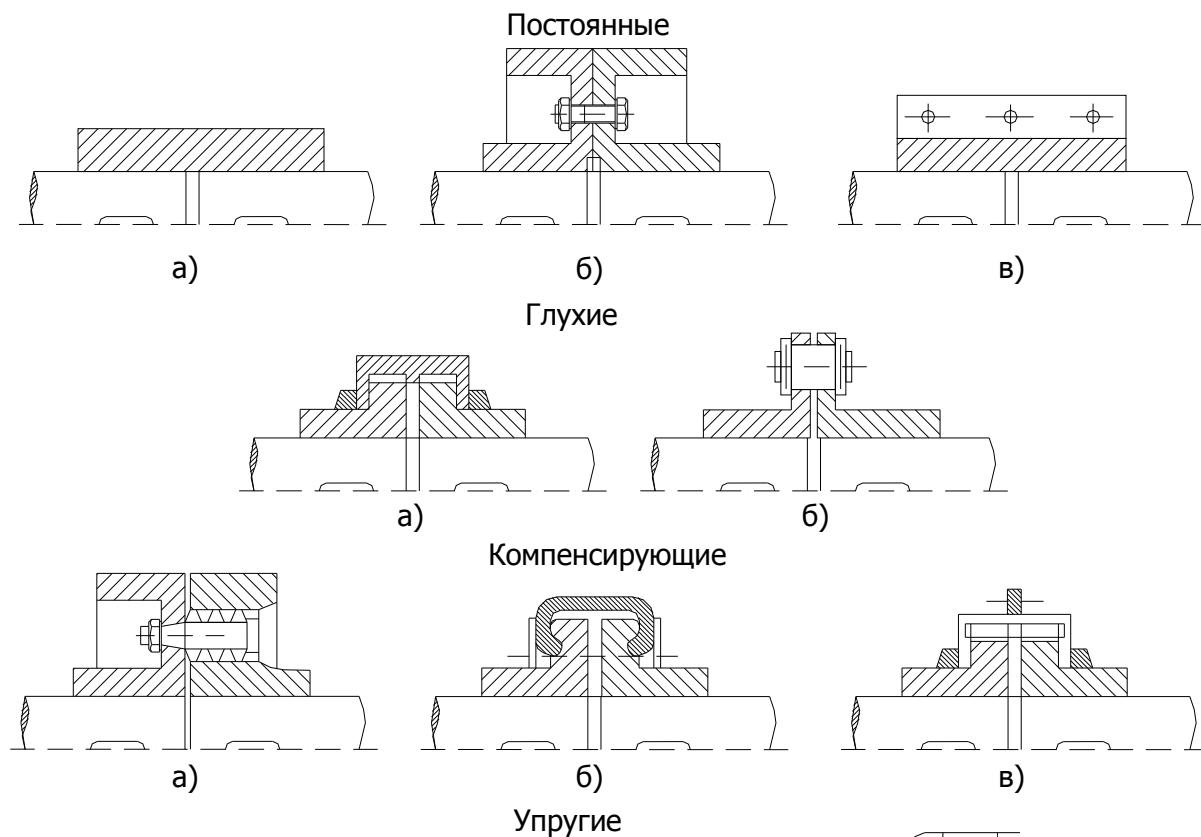 Постоянные
а) б) в)
Глухие
а) б)
Компенсирующие
а) б) в)
Упругие